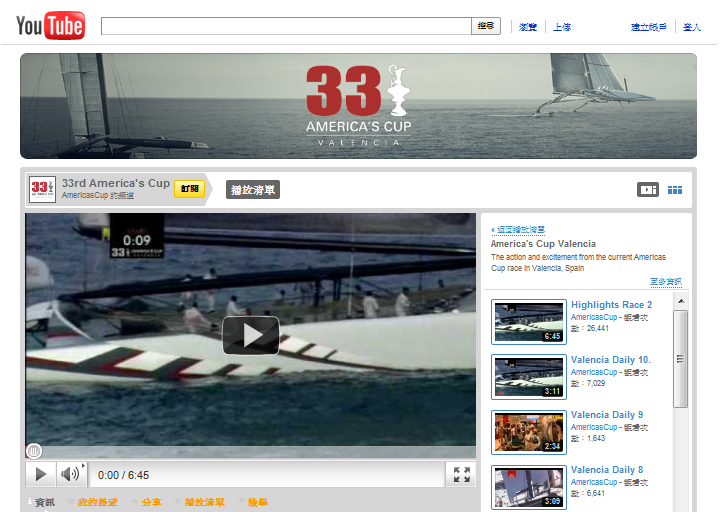 YouTube
搜尋
瀏覽
上傳
建立帳戶
登入
33
AMERICA'S CUP
VALENCIA
33
33rd America's Cup
AmericasCup 的頻道
訂閱
播放清單
0:09
33
« 返回播放清單
America's Cup Valencia
The action and excitement from the current Americas
Cup race in Valencia, Spain
更多資訊
Highlights Race 2
AmericasCup - 觀看次
數：26,441
6:45
Valencia Daily 10.
AmericasCup - 觀看次
數：7,029
3:11
Valencia Daily 9
AmericasCup - 觀看次
數：1,643
2:34
Valencia Daily 8
AmericasCup - 觀看次
數：6,641
3:09
0:00 / 6:45
資訊
我的最愛
分享
播放清單
檢舉